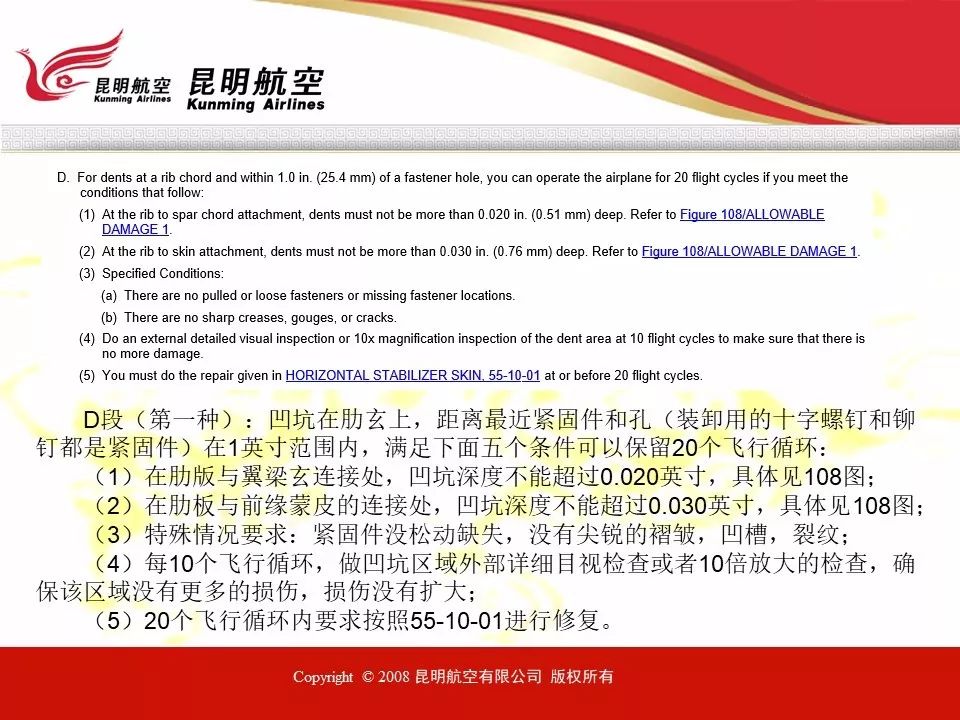 昆明航空
Kunming Airlines
昆明航空
Kunming Airlines
D. For dents at a rib chord and within 1.0 in. (25.4 mm) of a fastener hole, you can operate the airplane for 20 flight cycles if you meet the
conditions that follow:
(1) At the rib to spar chord attachment, dents must not be more than 0.020 in. (0.51 mm) deep. Refer to Figure 108/ALLOWABLE
DAMAGE 1.
(2) At the rib to skin attachment, dents must not be more than 0.030 in. (0.76 mm) deep. Refer to Figure 108/ALLOWABLE DAMAGE 1.
(3) Specified Conditions:
(a) There are no pulled or loose fasteners or missing fastener locations.
(b) There are no sharp creases, gouges, or cracks.
(4) Do an external detailed visual inspection or 10x magnification inspection of the dent area at 10 flight cycles to make sure that there is
no more damage.
(5) You must do the repair given in HORIZONTAL STABILIZER SKIN, 55-10-01 at or before 20 flight cycles.
D段（第一种）：凹坑在肋玄上，距离最近紧固件和孔（装卸用的十字螺钉和铆
钉都是紧固件）在1英寸范围内，满足下面五个条件可以保留20个飞行循环：
（1）在肋版与翼梁玄连接处，凹坑深度不能超过0.020英寸，具体见108图；
（2）在肋板与前缘蒙皮的连接处，凹坑深度不能超过0.030英寸，具体见108图；
（3）特殊情况要求：紧固件没松动缺失，没有尖锐的褶皱，凹槽，裂纹；
（4）每10个飞行循环，做凹坑区域外部详细目视检查或者10倍放大的检查，确
保该区域没有更多的损伤，损伤没有扩大；
（5）20个飞行循环内要求按照55-10-01进行修复。
Copyright © 2008 昆明航空有限公司 版权所有